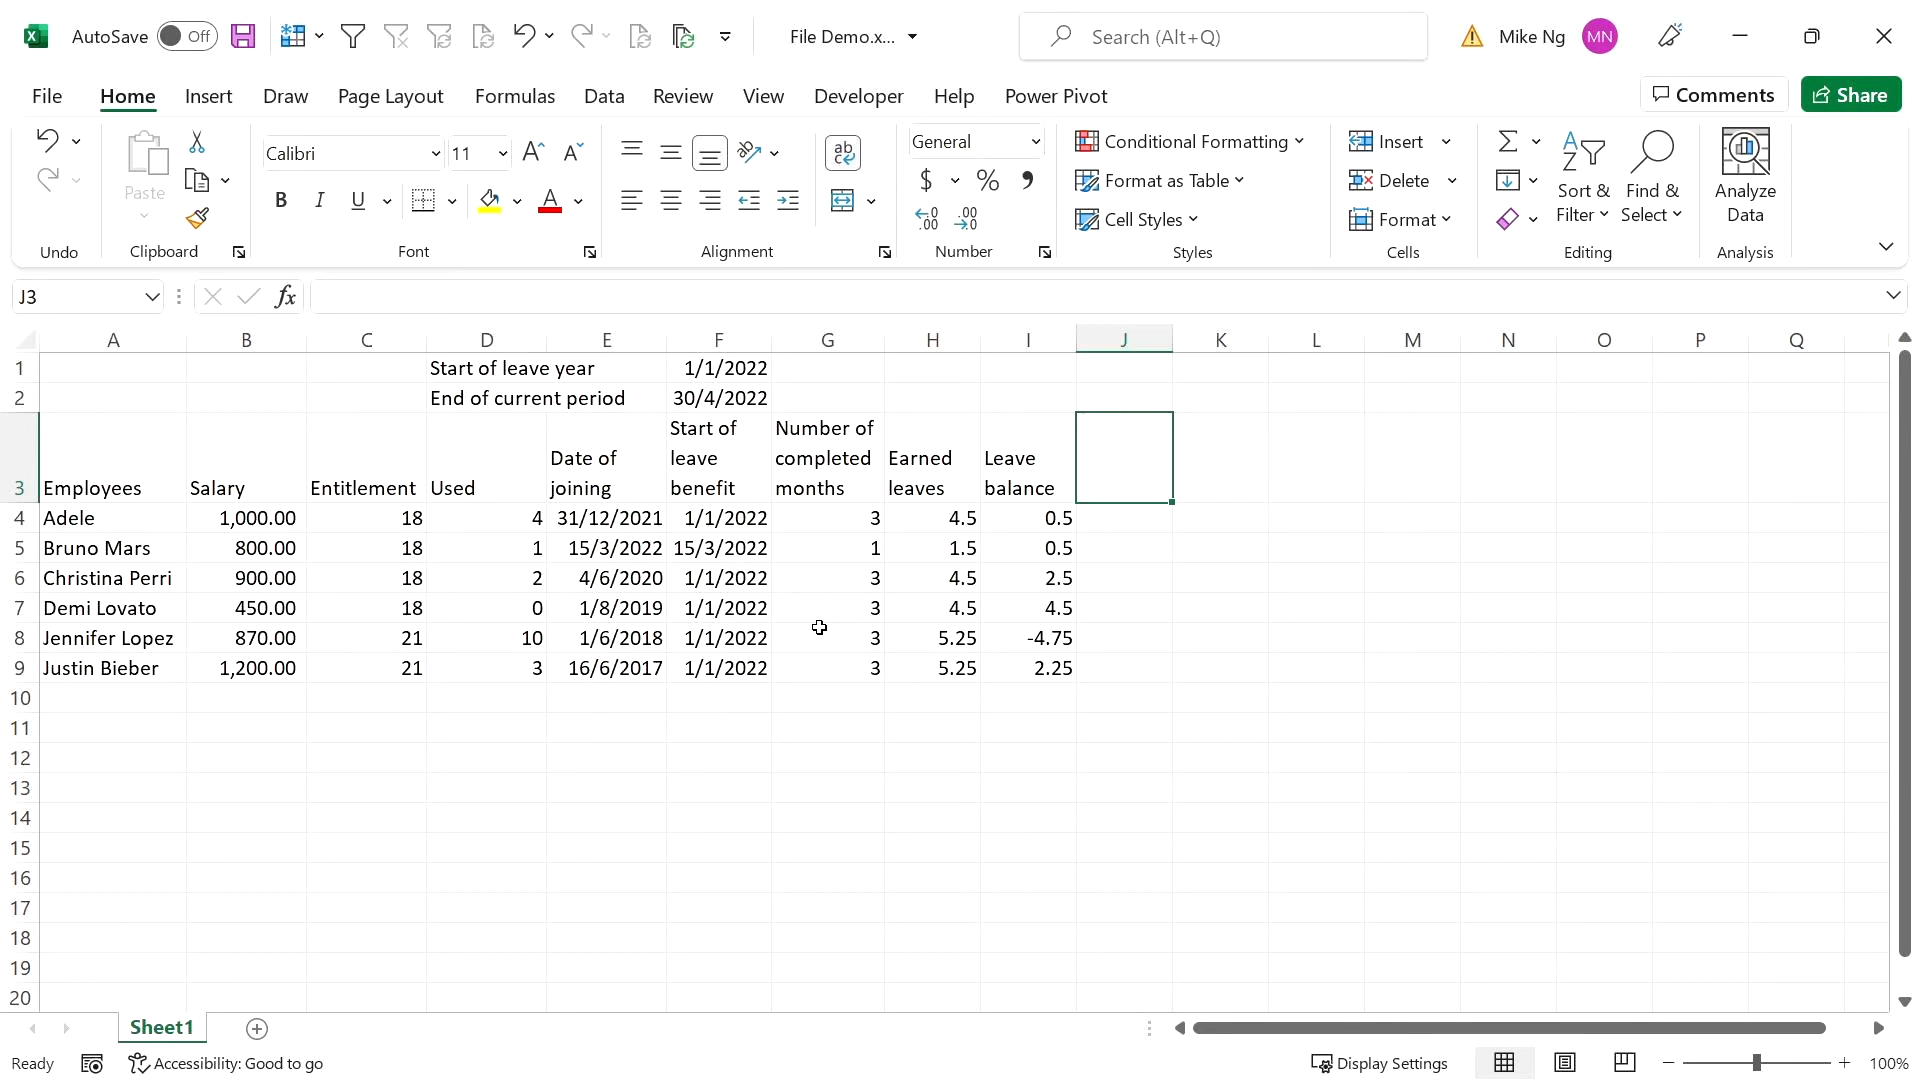 AutoSave Off File Demo.x... Search (Alt+Q) Mike Ng MN
File Home Insert Draw Page Layout Formulas Data Review View Developer Help Power Pivot Comments Share
Paste Calibri 11 General Conditional Formatting Insert
B I U $ % Format as Table Delete Sort & Filter Find & Select Analyze Data
Cell Styles Format
Undo Clipboard Font Alignment Number Styles Cells Editing Analysis
J3 fx
A B C D E F G H I J K L M N O P Q
1 Start of leave year 1/1/2022
2 End of current period 30/4/2022
3 Employees Salary Entitlement Used Date of joining Start of leave benefit Number of completed months Earned leaves Leave balance
4 Adele 1,000.00 18 4 31/12/2021 1/1/2022 3 4.5 0.5
5 Bruno Mars 800.00 18 1 15/3/2022 15/3/2022 1 1.5 0.5
6 Christina Perri 900.00 18 2 4/6/2020 1/1/2022 3 4.5 2.5
7 Demi Lovato 450.00 18 0 1/8/2019 1/1/2022 3 4.5 4.5
8 Jennifer Lopez 870.00 21 10 1/6/2018 1/1/2022 3 5.25 -4.75
9 Justin Bieber 1,200.00 21 3 16/6/2017 1/1/2022 3 5.25 2.25
10
11
12
13
14
15
16
17
18
19
20
Sheet1
Ready Accessibility: Good to go Display Settings 100%